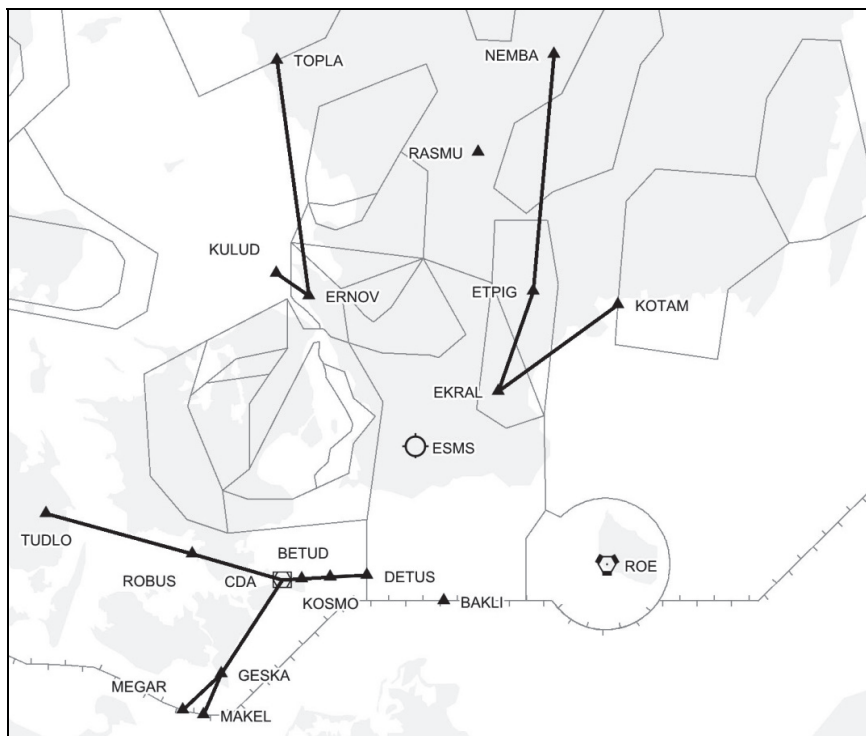 TOPLA
NEMBA
RASMU
KULUD
ERNOV
ETPIG
KOTAM
EKRAL
ESMS
TUDLO
BETUD
ROBUS
CDA
DETUS
ROE
KOSMO
BAKLI
GESKA
MEGAR
MAKEL